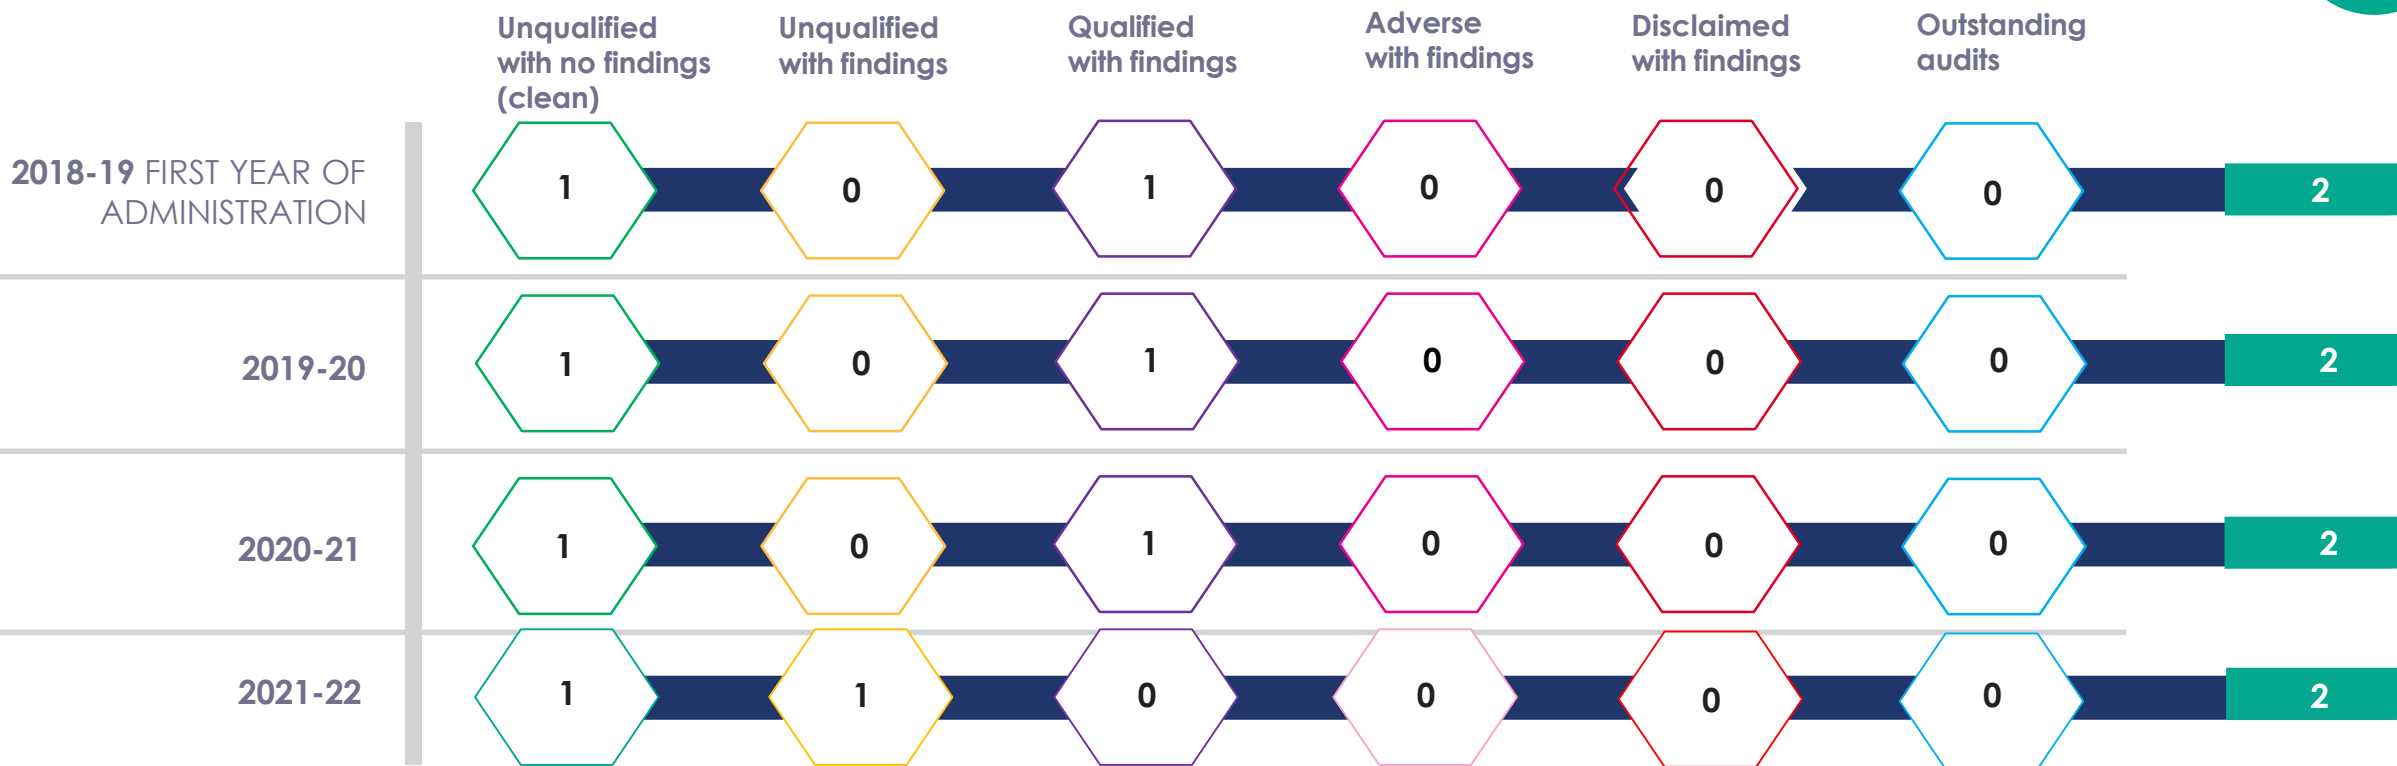 Unqualified
with no findings
(clean)
Unqualified
with findings
Qualified
with findings
Adverse
with findings
Disclaimed
with findings
Outstanding
audits
2018-19 FIRST YEAR OF
ADMINISTRATION
1 0 1 0 0 0 2
2019-20 1 0 1 0 0 0 2
2020-21 1 0 1 0 0 0 2
2021-22 1 1 0 0 0 0 2